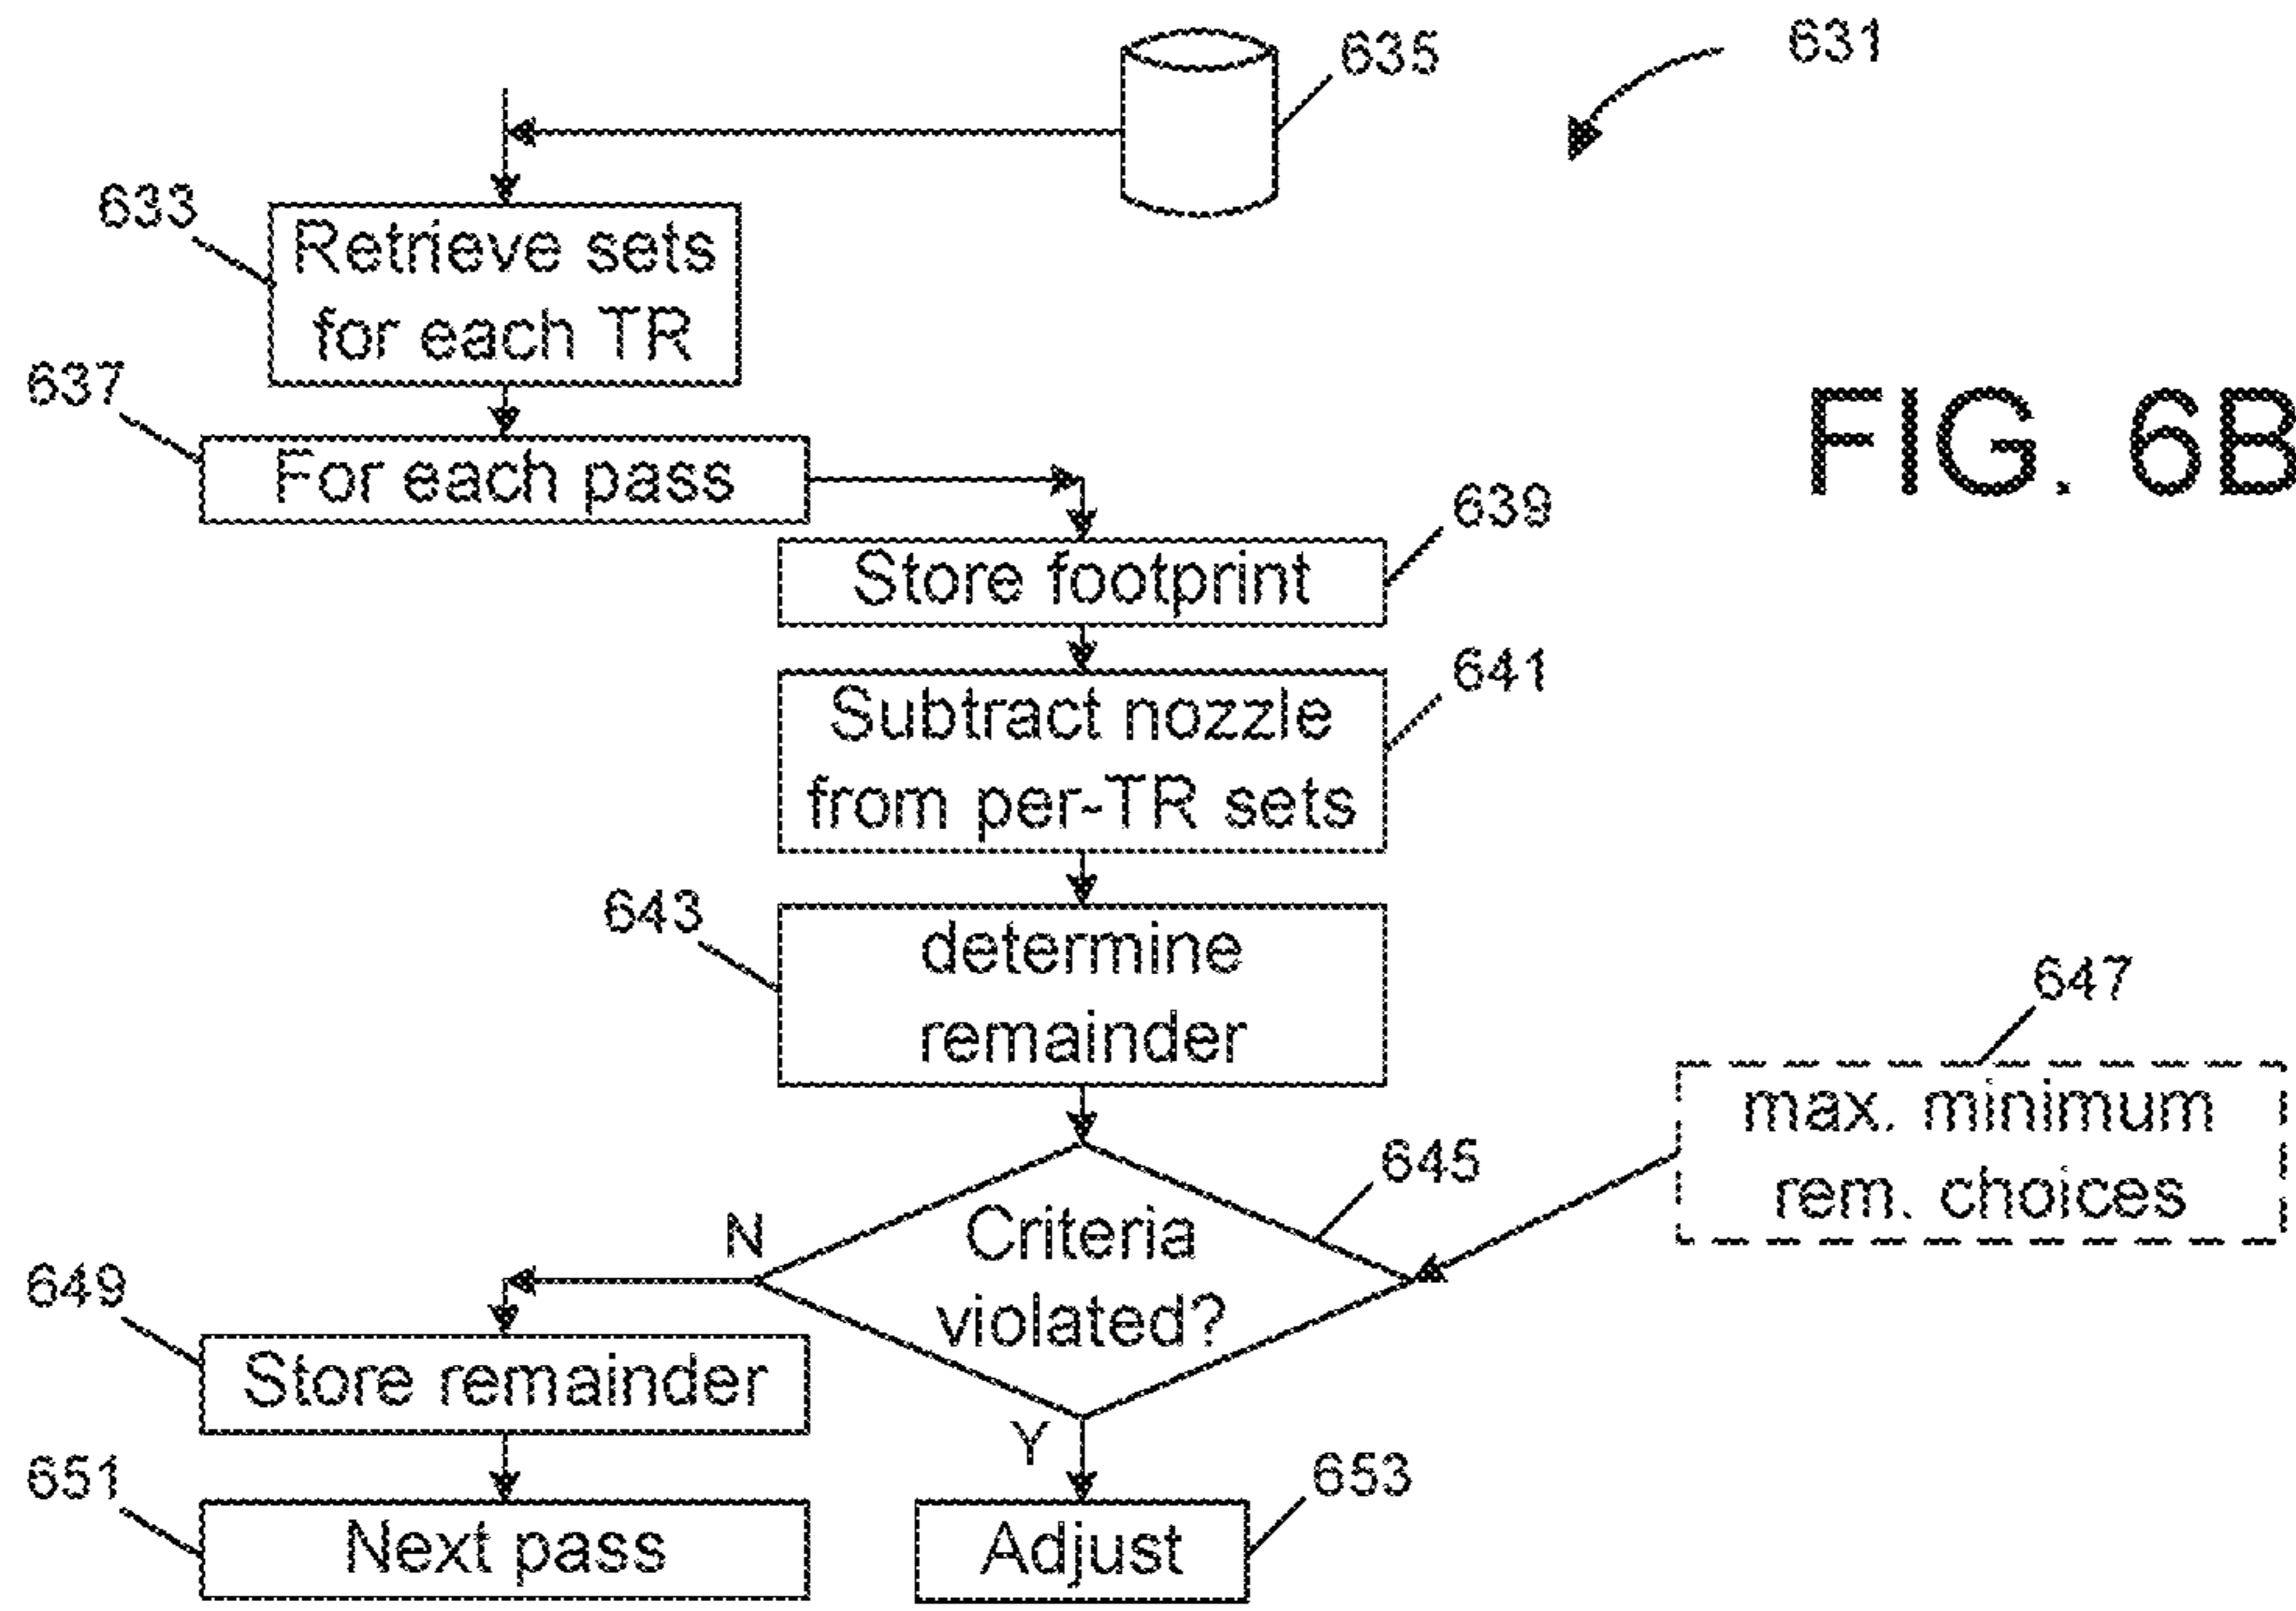 635
631
633
Retrieve sets
for each TR
637
For each pass
FIG. 6B
639
Store footprint
641
Subtract nozzle
from per-TR sets
643
determine
remainder
647
max. minimum
rem. choices
645
Criteria
violated?
N
649
Store remainder
Y
651
Next pass
653
Adjust